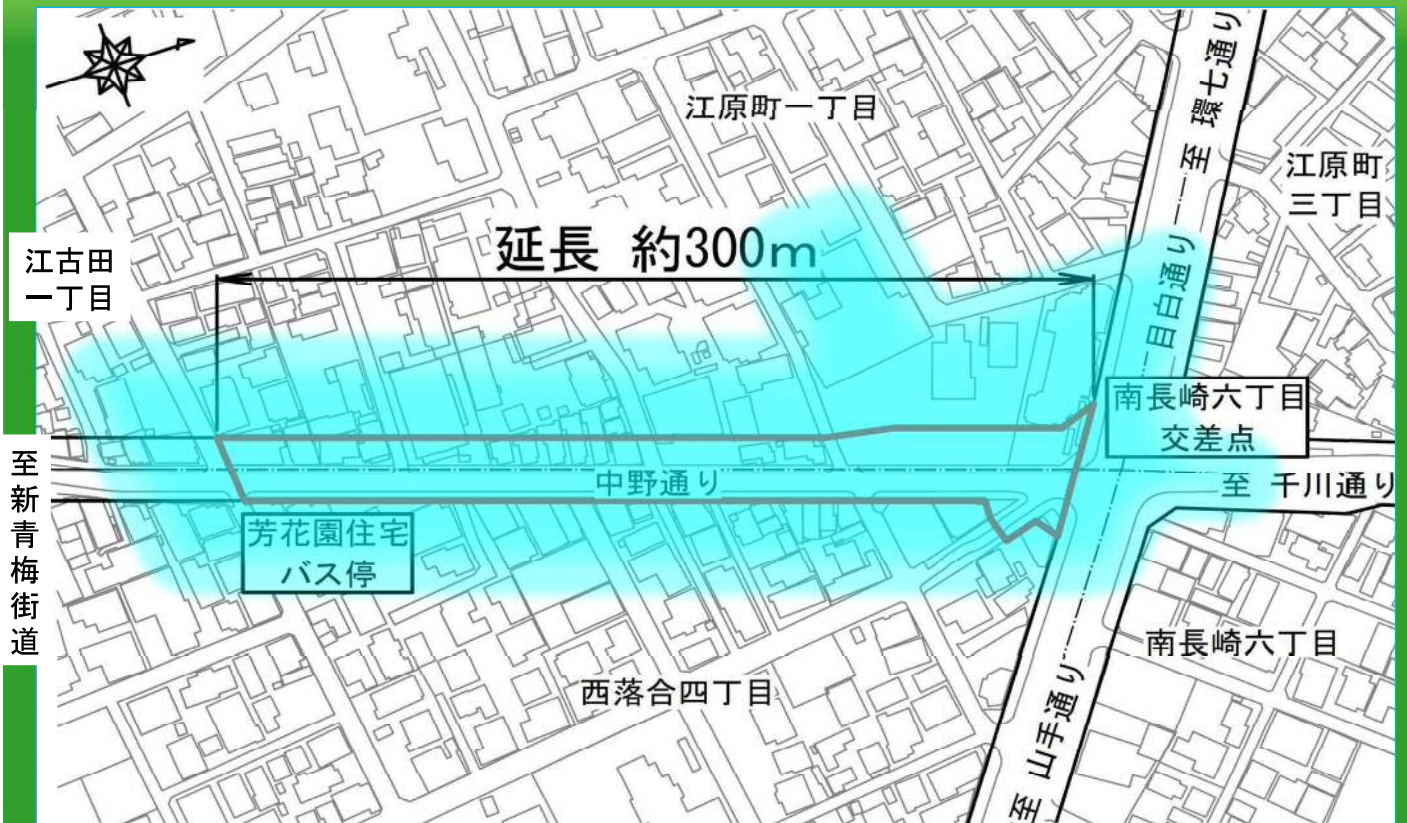 江原町一丁目
至 環七通り
江原町
三丁目
延長 約300m
江古田
一丁目
目白通り
南長崎六丁目
交差点
中野通り
至 千川通り
至新青梅街道
芳花園住宅
バス停
南長崎六丁目
西落合四丁目
至 山手通り